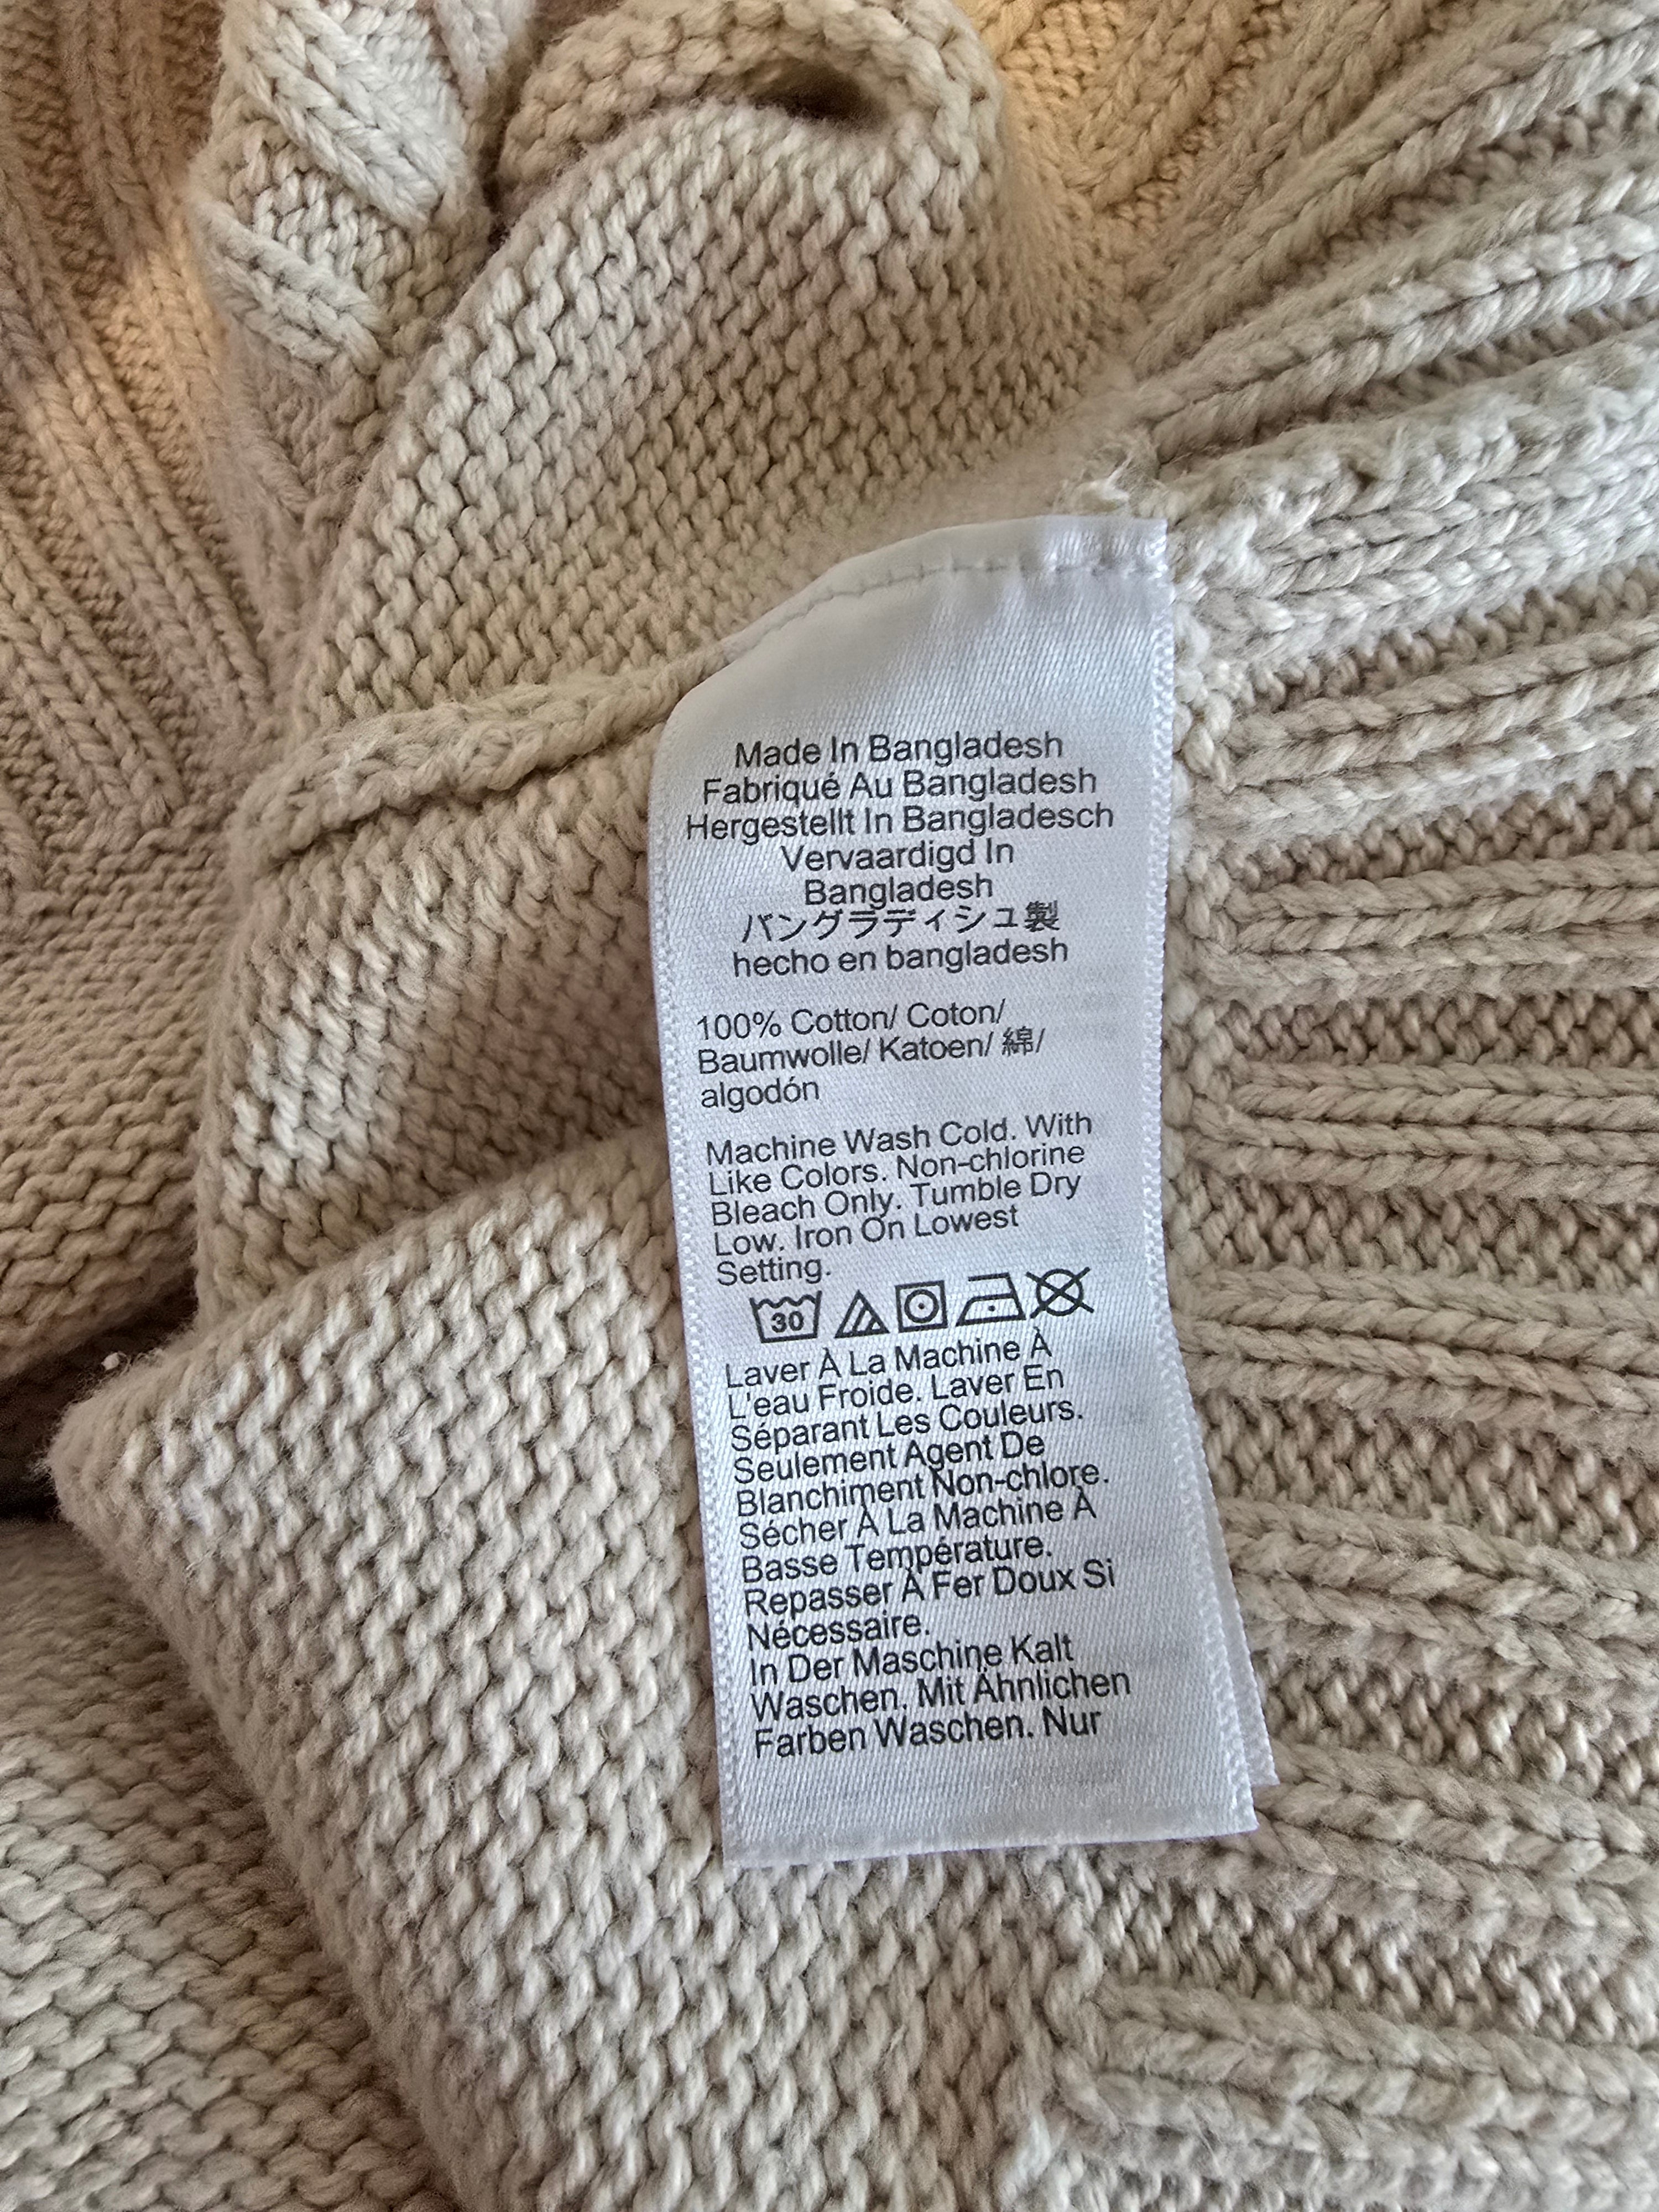 Made In Bangladesh
Fabriqué Au Bangladesh
Hergestellt In Bangladesch
Vervaardigd In
Bangladesh
バングラディシュ製
hecho en bangladesh
100% Cotton/ Coton/
Baumwolle/ Katoen/ 綿/
algodón
Machine Wash Cold. With
Like Colors. Non-chlorine
Bleach Only. Tumble Dry
Low. Iron On Lowest
Setting.
30
Laver À La Machine À
L'eau Froide. Laver En
Séparant Les Couleurs.
Seulement Agent De
Blanchiment Non-chlore.
Sécher À La Machine À
Basse Température.
Repasser À Fer Doux Si
Nécessaire.
In Der Maschine Kalt
Waschen. Mit Ähnlichen
Farben Waschen. Nur